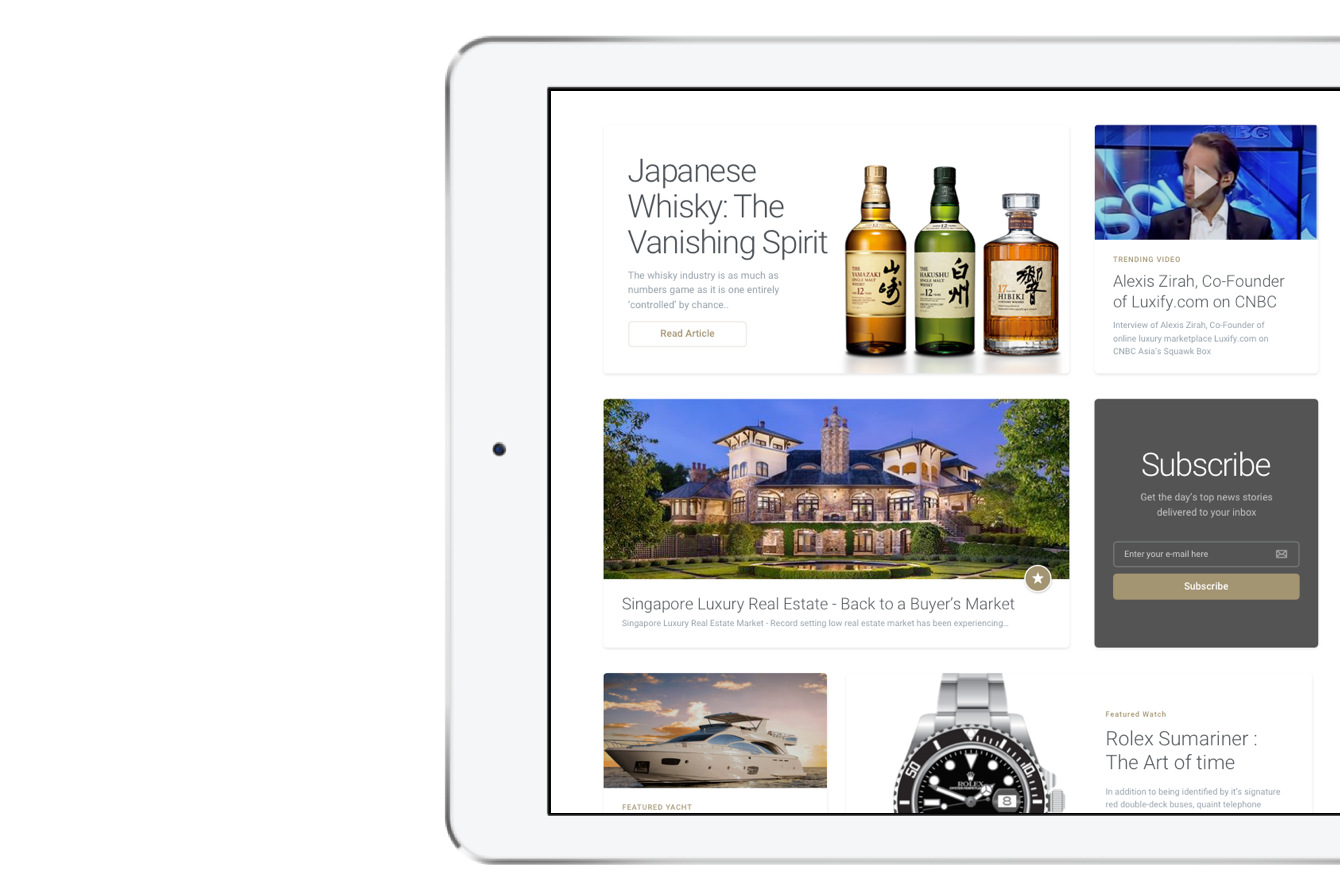 Japanese
Whisky: The
Vanishing Spirit
The whisky industry is as much as
numbers game as it is one entirely
‘controlled’ by chance..
Read Article
THE
YAMAZAKI
SINGLE MALT
WHISKY
12
山崎
THE
HAKUSHU
SINGLE MALT
WHISKY
12
白州
17
HIBIKI
響
TRENDING VIDEO
Alexis Zirah, Co-Founder
of Luxify.com on CNBC
Interview of Alexis Zirah, Co-Founder of
online luxury marketplace Luxify.com on
CNBC Asia’s Squawk Box
Singapore Luxury Real Estate - Back to a Buyer’s Market
Singapore Luxury Real Estate Market - Record setting low real estate market has been experiencing...
Subscribe
Get the day’s top news stories
delivered to your inbox
Enter your e-mail here
Subscribe
FEATURED YACHT
50
10
ROLEX
8
Featured Watch
Rolex Sumariner :
The Art of time
In addition to being identified by it’s signature
red double-deck buses, quaint telephone